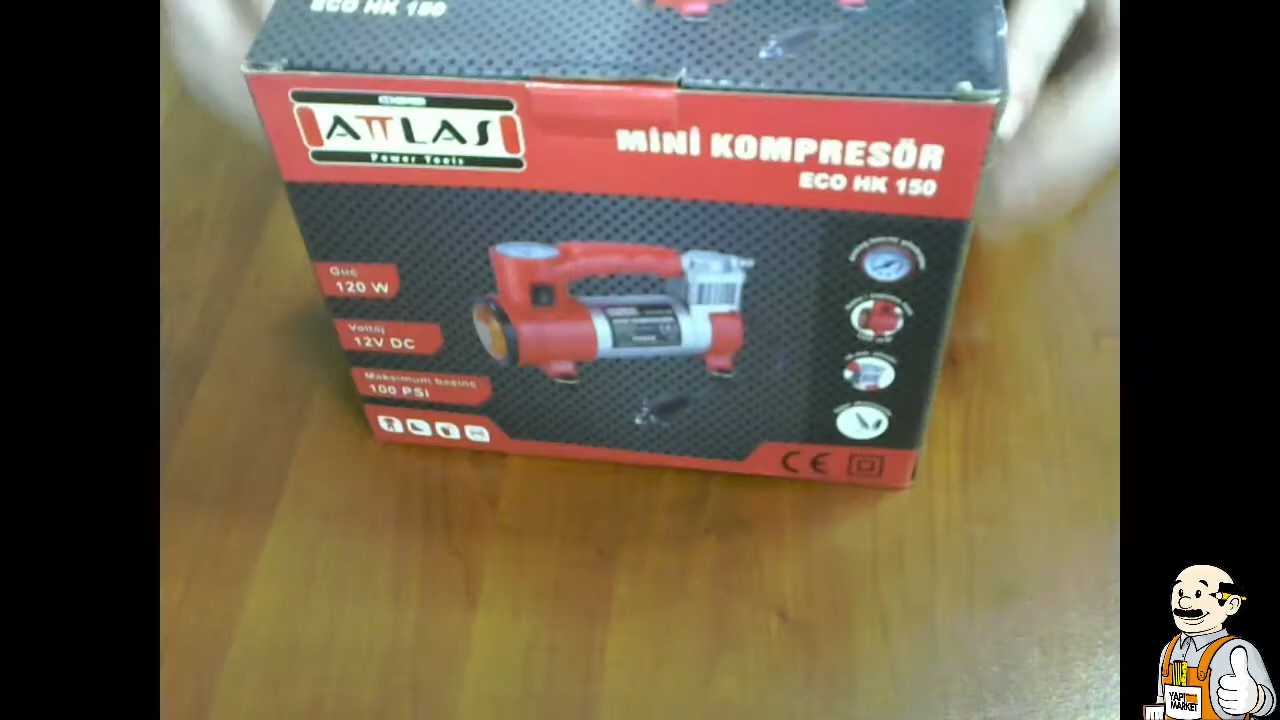 ECO HK 150
ATTLAS
Power Tools
MİNİ KOMPRESÖR
ECO HK 150
Güç
120 W
Voltaj
12V DC
Maksimum basınç
100 PSI
CE
YAPI
MARKET